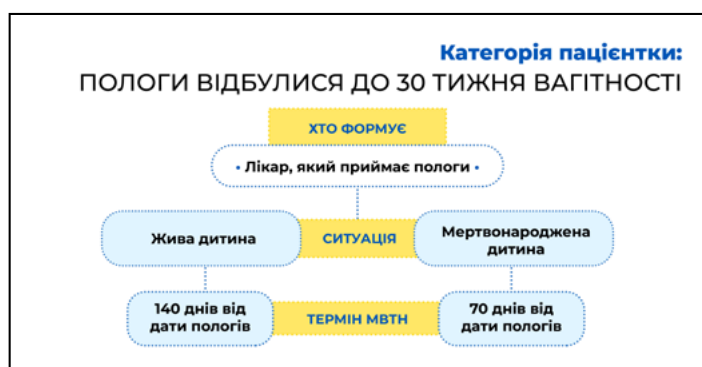 Категорія пацієнтки:
ПОЛОГИ ВІДБУЛИСЯ ДО 30 ТИЖНЯ ВАГІТНОСТІ
ХТО ФОРМУЄ
• Лікар, який приймає пологи •
Жива дитина
СИТУАЦІЯ
Мертвонароджена
дитина
140 днів від
дати пологів
ТЕРМІН МВТН
70 днів від
дати пологів